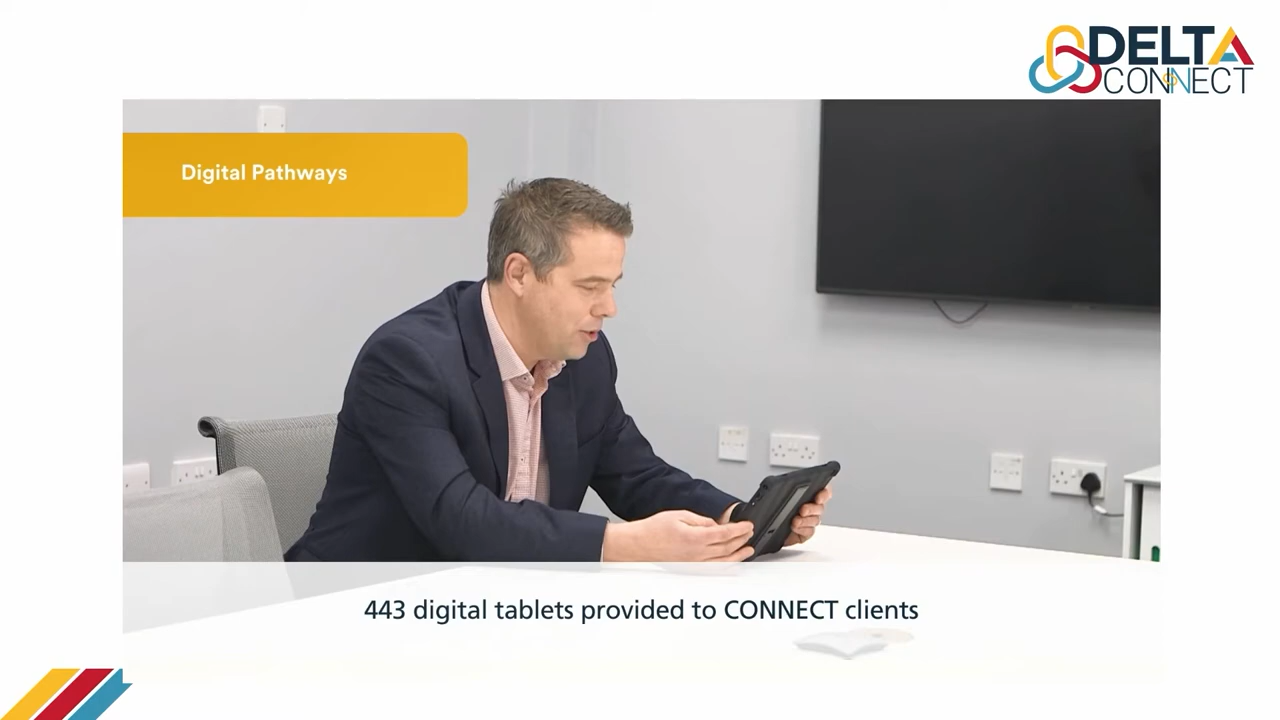 DELTA
CONNECT
Digital Pathways
443 digital tablets provided to CONNECT clients